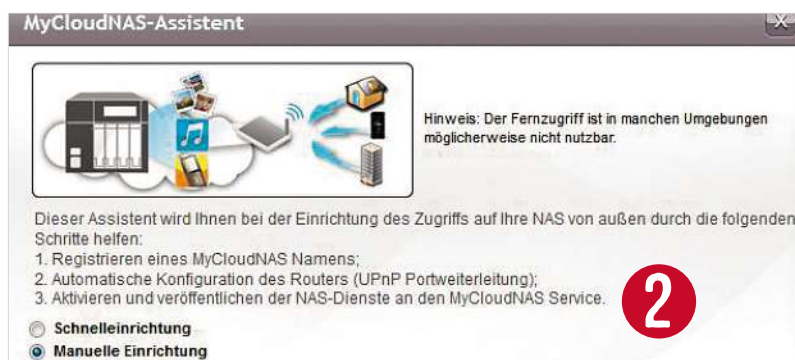 MyCloudNAS-Assistent
Hinweis: Der Fernzugriff ist in manchen Umgebungen
möglicherweise nicht nutzbar.
Dieser Assistent wird Ihnen bei der Einrichtung des Zugriffs auf Ihre NAS von außen durch die folgenden
Schritte helfen:
1. Registrieren eines MyCloudNAS Namens;
2. Automatische Konfiguration des Routers (UPnP Portweiterleitung);
3. Aktivieren und veröffentlichen der NAS-Dienste an den MyCloudNAS Service.
2
Schnelleinrichtung
Manuelle Einrichtung